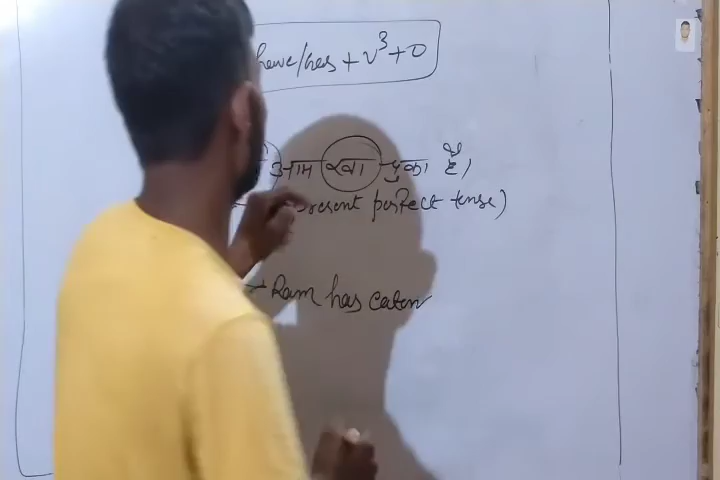 have/has + v³ + o
आम खा चुका है।
present perfect tense)
→ Ram has eaten